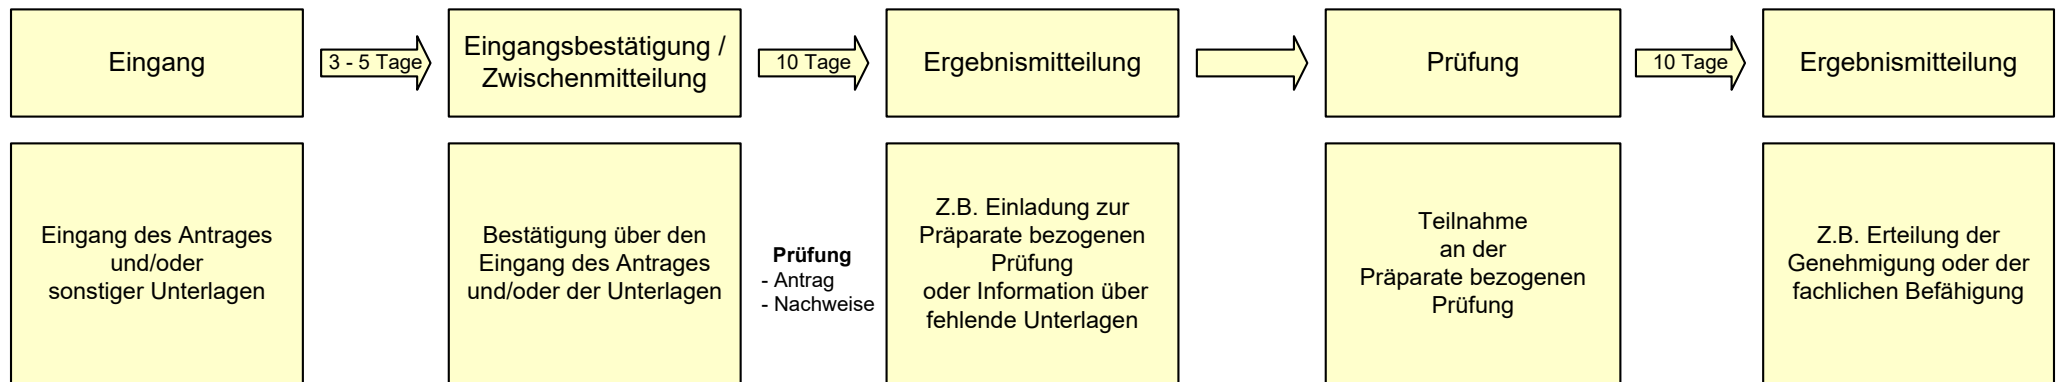 Eingang
3 - 5 Tage
Eingangsbestätigung /
Zwischenmitteilung
10 Tage
Ergebnismitteilung
Prüfung
10 Tage
Ergebnismitteilung
Eingang des Antrages
und/oder
sonstiger Unterlagen
Bestätigung über den
Eingang des Antrages
und/oder der Unterlagen
Prüfung
- Antrag
- Nachweise
Z.B. Einladung zur
Präparate bezogenen
Prüfung
oder Information über
fehlende Unterlagen
Teilnahme
an der
Präparate bezogenen
Prüfung
Z.B. Erteilung der
Genehmigung oder der
fachlichen Befähigung